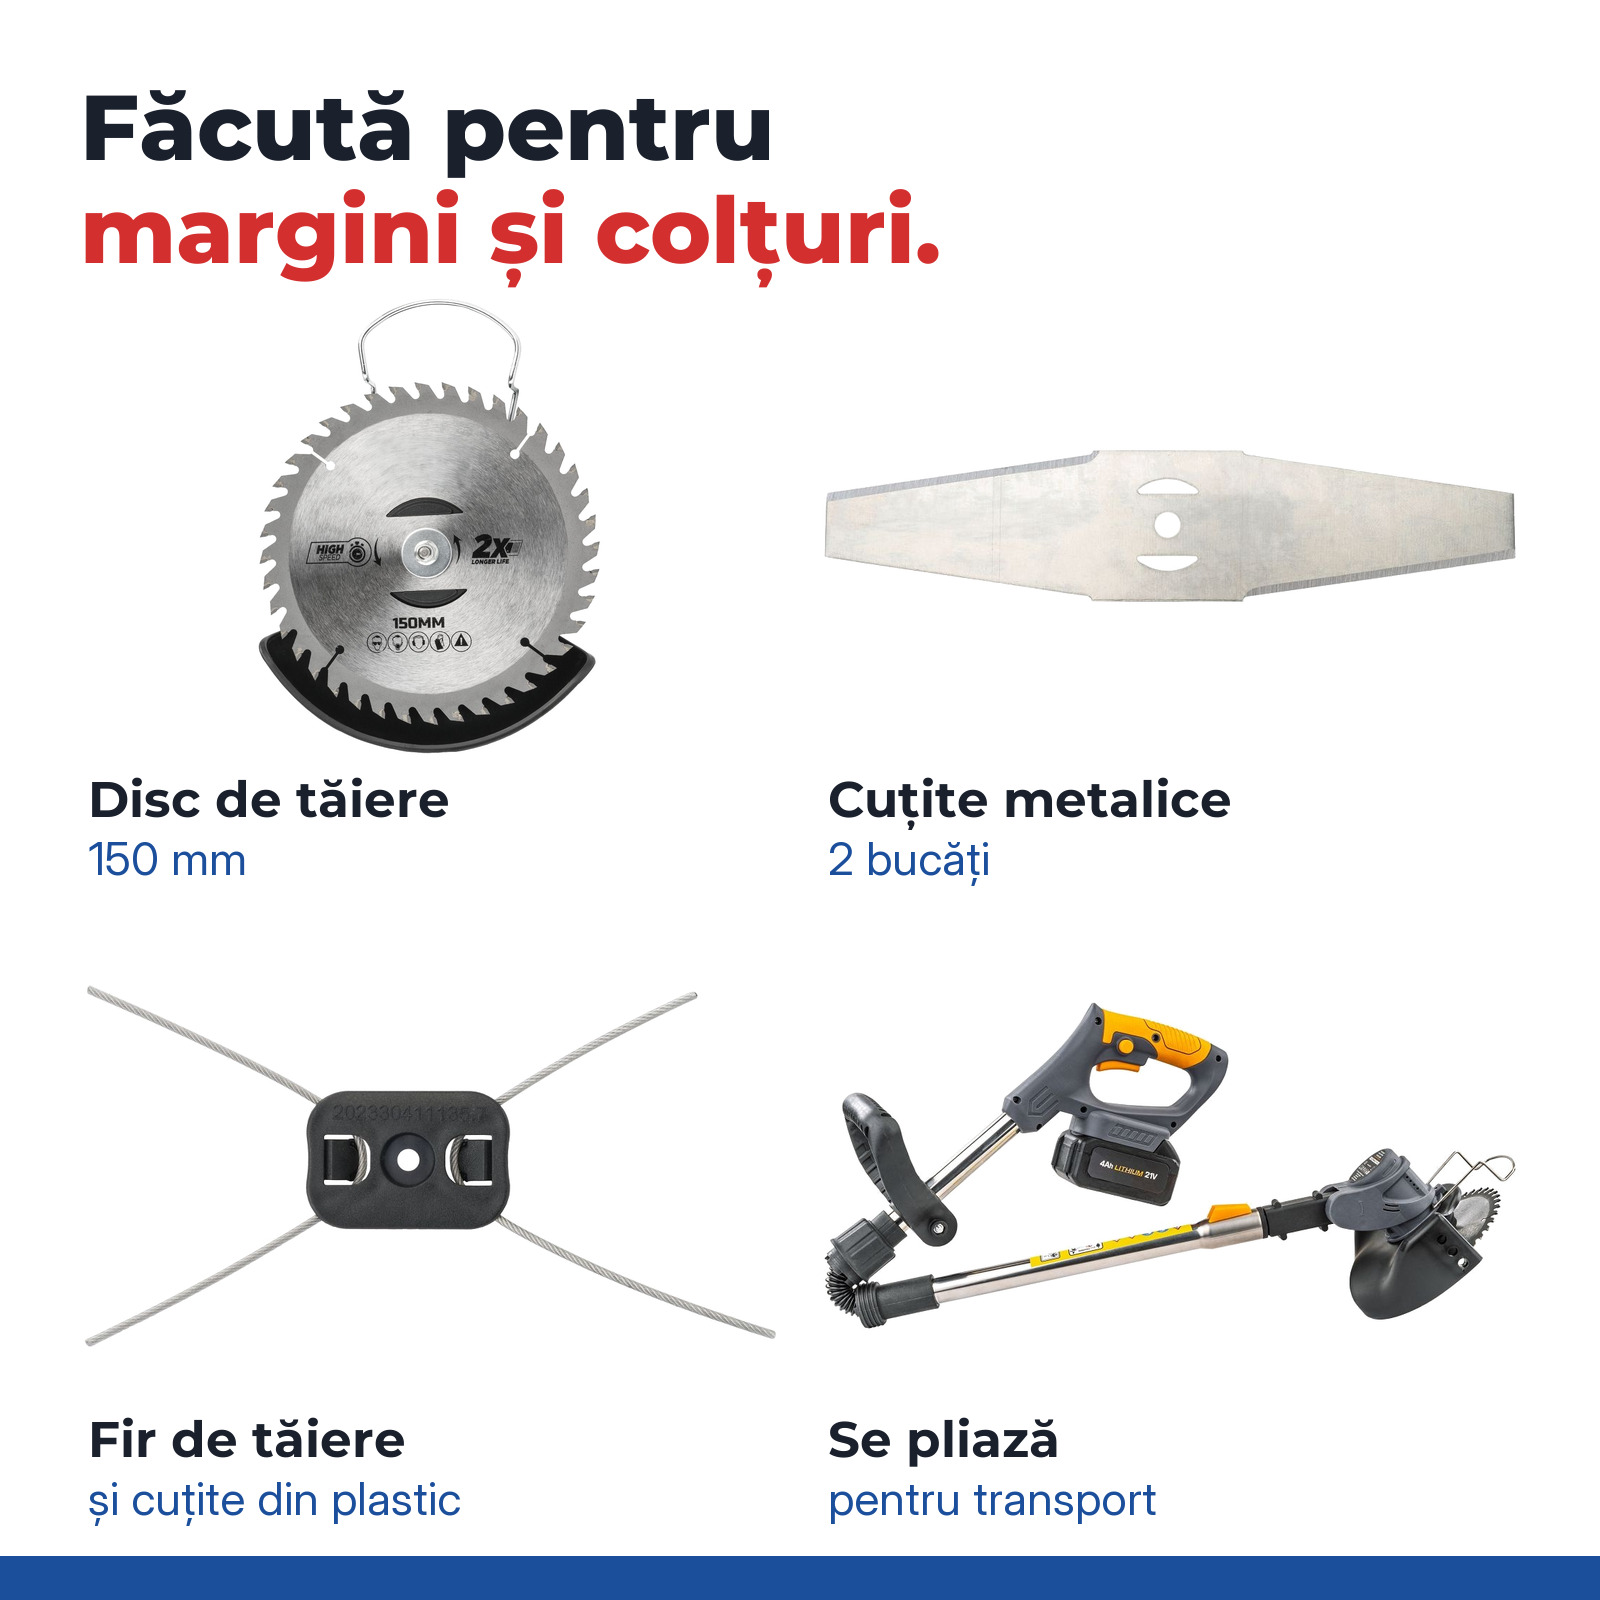 Făcută pentru
margini și colțuri.
HIGH
SPEED
2X
LONGER LIFE
150MM
Disc de tăiere
150 mm
Cuțite metalice
2 bucăți
4Ah LITHIUM 21V
Fir de tăiere
și cuțite din plastic
Se pliază
pentru transport